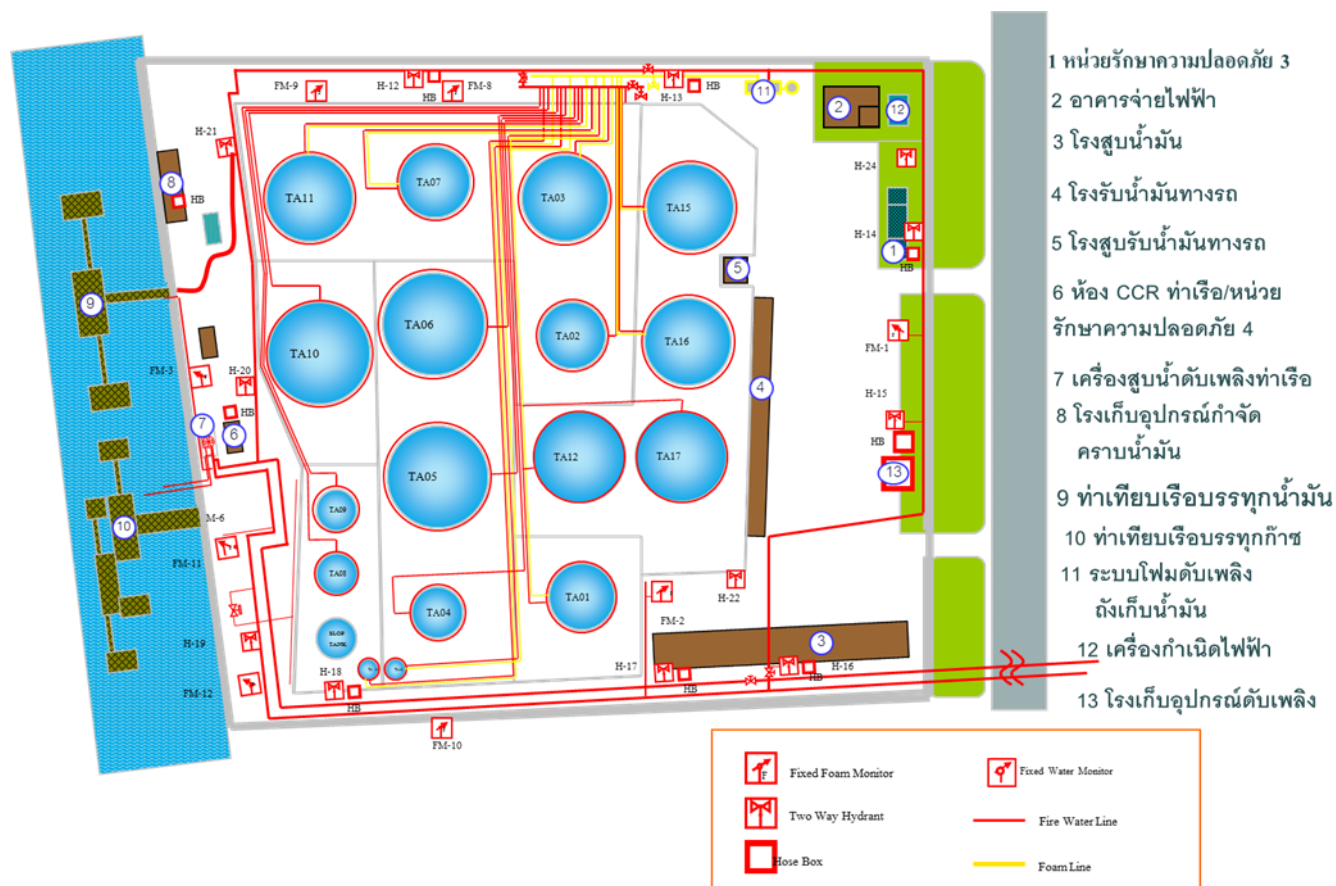 1 หน่วยรักษาความปลอดภัย 3
2 อาคารจ่ายไฟฟ้า
3 โรงสูบน้ำมัน
4 โรงรับน้ำมันทางรถ
5 โรงสูบรับน้ำมันทางรถ
6 ห้อง CCR ท่าเรือ/หน่วย
รักษาความปลอดภัย 4
7 เครื่องสูบน้ำดับเพลิงท่าเรือ
8 โรงเก็บอุปกรณ์กำจัด
คราบน้ำมัน
9 ท่าเทียบเรือบรรทุกน้ำมัน
10 ท่าเทียบเรือบรรทุกก๊าซ
11 ระบบโฟมดับเพลิง
ถังเก็บน้ำมัน
12 เครื่องกำเนิดไฟฟ้า
13 โรงเก็บอุปกรณ์ดับเพลิง
FM-9
H-12
HB
FM-8
H-13
HB
11
2
12
H-21
H-24
8
HB
TA11
TA07
TA03
TA15
H-14
1
HB
5
9
TA10
TA06
TA02
TA16
FM-1
FM-3
H-20
HB
4
H-15
7
6
HB
13
TA05
TA12
TA17
10
M-6
TA09
FM-11
TA08
TA04
TA01
H-22
FM-2
H-19
SLOP
TANK
3
H-18
H-17
H-16
FM-12
HB
HB
HB
FM-10
F
Fixed Foam Monitor
Fixed Water Monitor
Two Way Hydrant
Fire Water Line
Hose Box
Foam Line